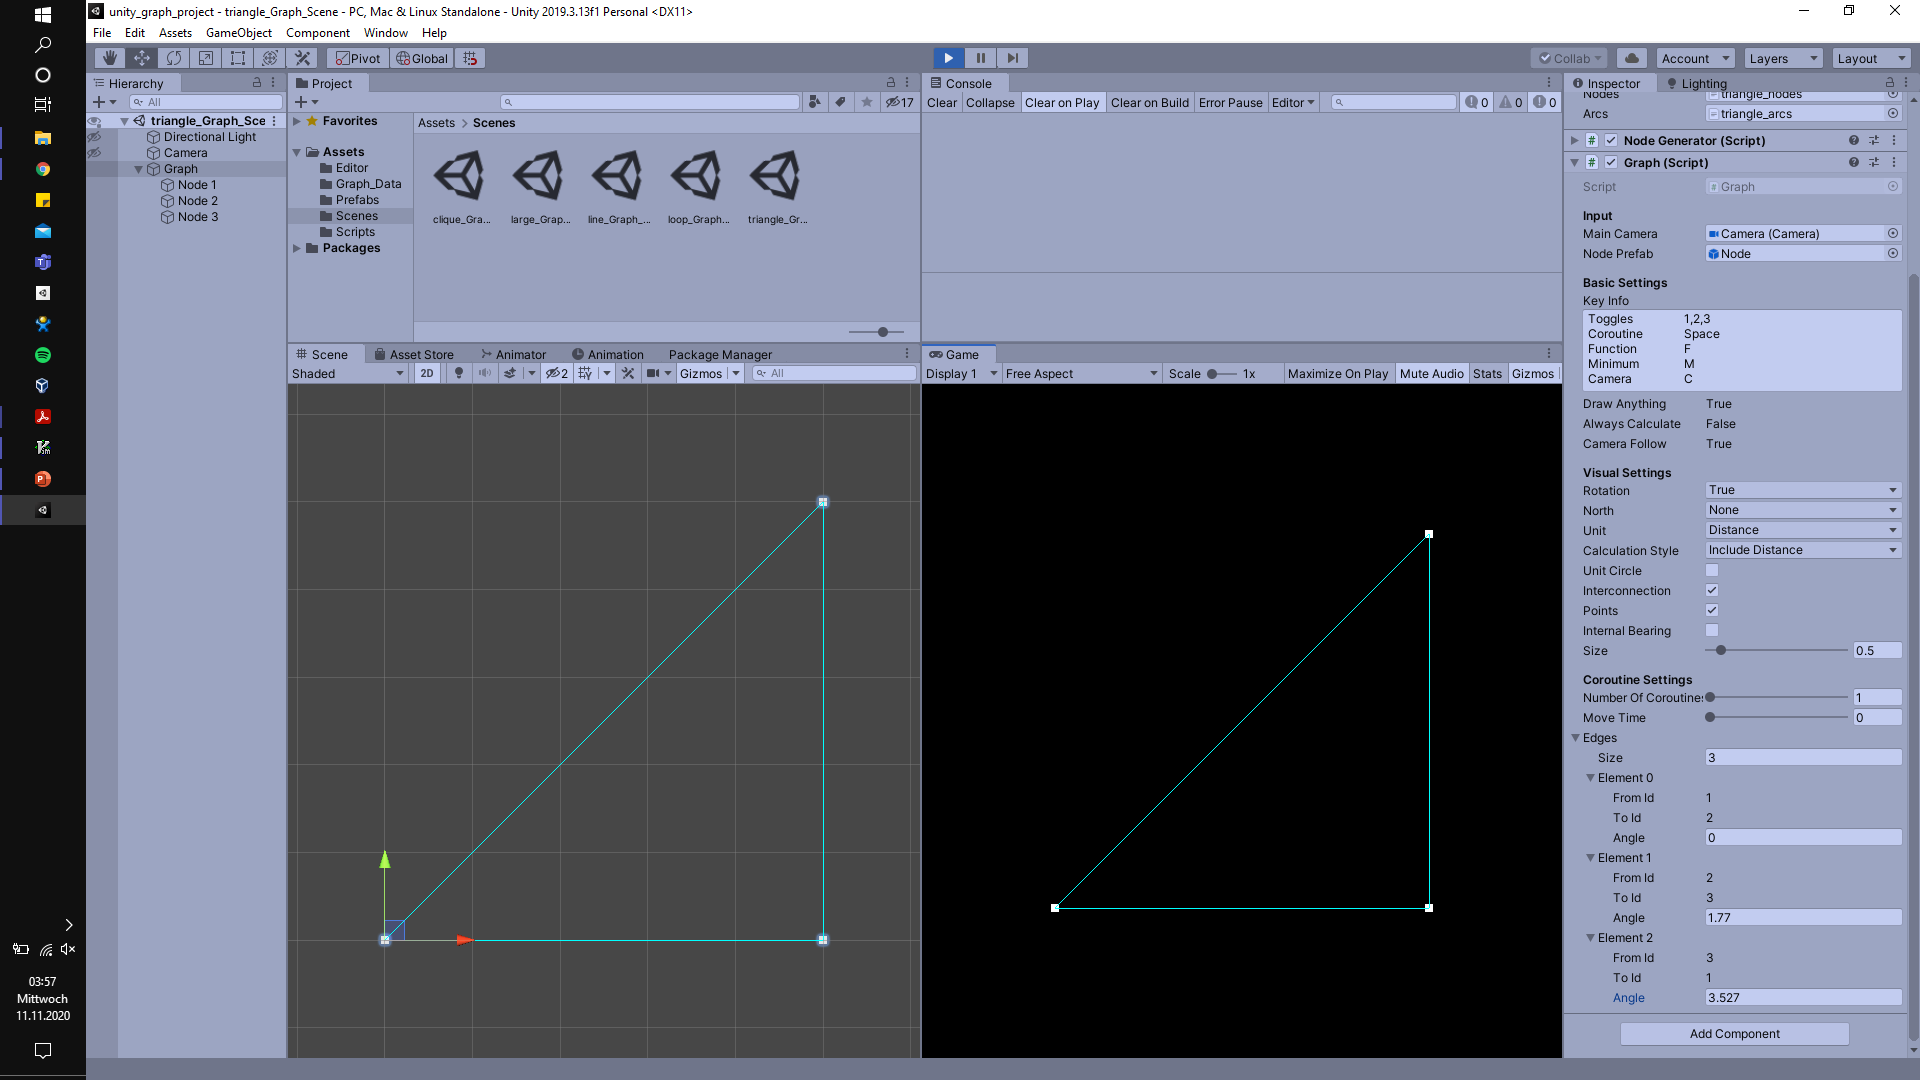 unity_graph_project - triangle_Graph_Scene - PC, Mac & Linux Standalone - Unity 2019.3.13f1 Personal <DX11>
File Edit Assets GameObject Component Window Help
Pivot Global Collab Account Layers Layout
Hierarchy
All
triangle_Graph_Sce
Directional Light
Camera
Graph
Node 1
Node 2
Node 3
Project
17
Favorites
Assets
Editor
Graph_Data
Prefabs
Scenes
Scripts
Packages
Assets > Scenes
clique_Gra... large_Grap... line_Graph_... loop_Graph... triangle_Gr...
Console
Clear Collapse Clear on Play Clear on Build Error Pause Editor 0 0 0
Scene Asset Store Animator Animation Package Manager
Shaded 2D 2 Gizmos All
Game
Display 1 Free Aspect Scale 1x Maximize On Play Mute Audio Stats Gizmos
Inspector Lighting
Nodes triangle_nodes
Arcs triangle_arcs
# Node Generator (Script)
# Graph (Script)
Script # Graph
Input
Main Camera Camera (Camera)
Node Prefab Node
Basic Settings
Key Info
Toggles 1,2,3
Coroutine Space
Function F
Minimum M
Camera C
Draw Anything True
Always Calculate False
Camera Follow True
Visual Settings
Rotation True
North None
Unit Distance
Calculation Style Include Distance
Unit Circle
Interconnection
Points
Internal Bearing
Size 0.5
Coroutine Settings
Number Of Coroutines 1
Move Time 0
Edges
Size 3
Element 0
From Id 1
To Id 2
Angle 0
Element 1
From Id 2
To Id 3
Angle 1.77
Element 2
From Id 3
To Id 1
Angle 3.527
Add Component
03:57
Mittwoch
11.11.2020